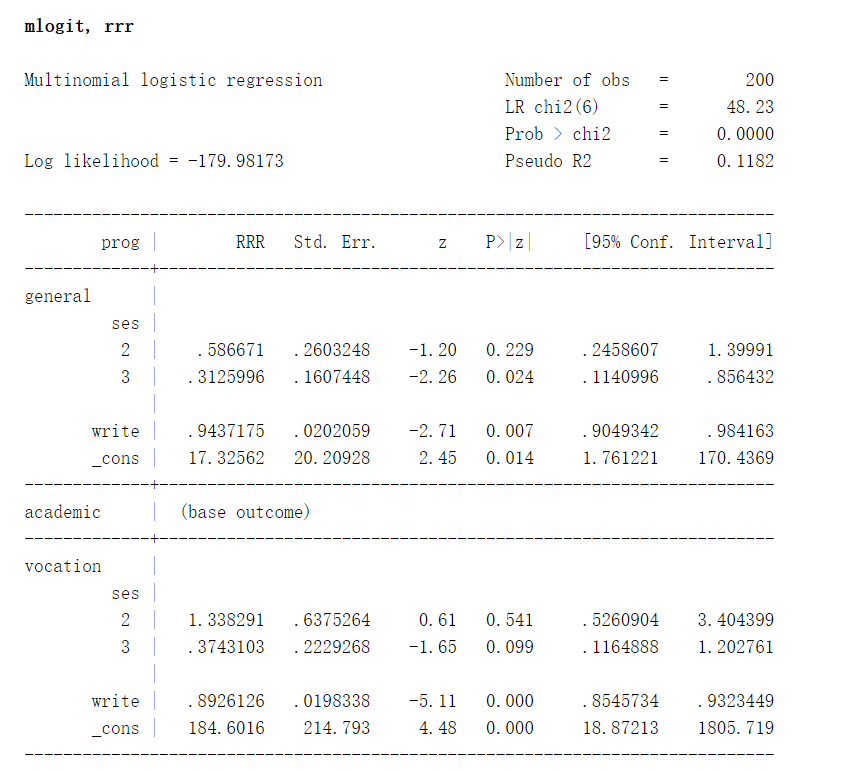 mlogit, rrr
Multinomial logistic regression Number of obs = 200
LR chi2(6) = 48.23
Prob > chi2 = 0.0000
Log likelihood = -179.98173 Pseudo R2 = 0.1182
------------------------------------------------------------------------------
prog | RRR Std. Err. z P>|z| [95% Conf. Interval]
-------------+----------------------------------------------------------------
general |
ses |
2 | .586671 .2603248 -1.20 0.229 .2458607 1.39991
3 | .3125996 .1607448 -2.26 0.024 .1140996 .856432
|
write | .9437175 .0202059 -2.71 0.007 .9049342 .984163
_cons | 17.32562 20.20928 2.45 0.014 1.761221 170.4369
-------------+----------------------------------------------------------------
academic | (base outcome)
-------------+----------------------------------------------------------------
vocation |
ses |
2 | 1.338291 .6375264 0.61 0.541 .5260904 3.404399
3 | .3743103 .2229268 -1.65 0.099 .1164888 1.202761
|
write | .8926126 .0198338 -5.11 0.000 .8545734 .9323449
_cons | 184.6016 214.793 4.48 0.000 18.87213 1805.719
------------------------------------------------------------------------------